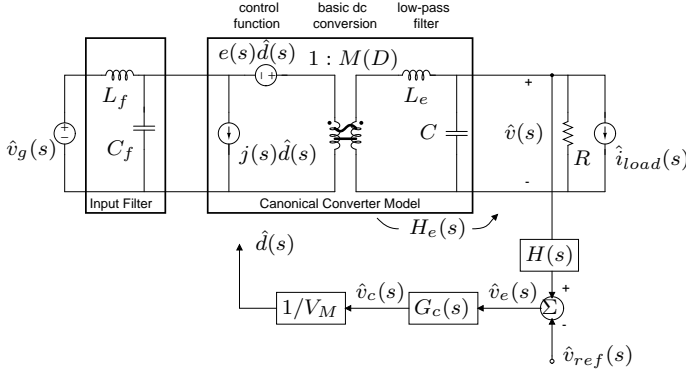 control function
basic dc conversion
low-pass filter
e(s)d̂(s)
1 : M(D)
+
L_f
L_e
v̂_g(s)
C_f
j(s)d̂(s)
C
v̂(s)
R
î_load(s)
-
Input Filter
Canonical Converter Model
H_e(s)
d̂(s)
H(s)
+
1/V_M
v̂_c(s)
G_c(s)
v̂_e(s)
Σ
-
v̂_ref(s)